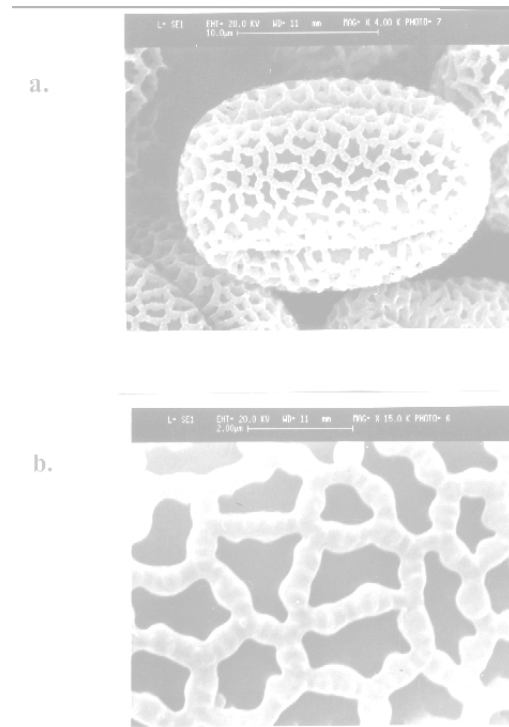 L= SE1 EHT= 20.0 KV WD= 11 mm MAG= X 4.00 K PHOTO= 7
10.0µm
a.
L= SE1 EHT= 20.0 KV WD= 11 mm MAG= X 15.0 K PHOTO= 6
2.00µm
b.